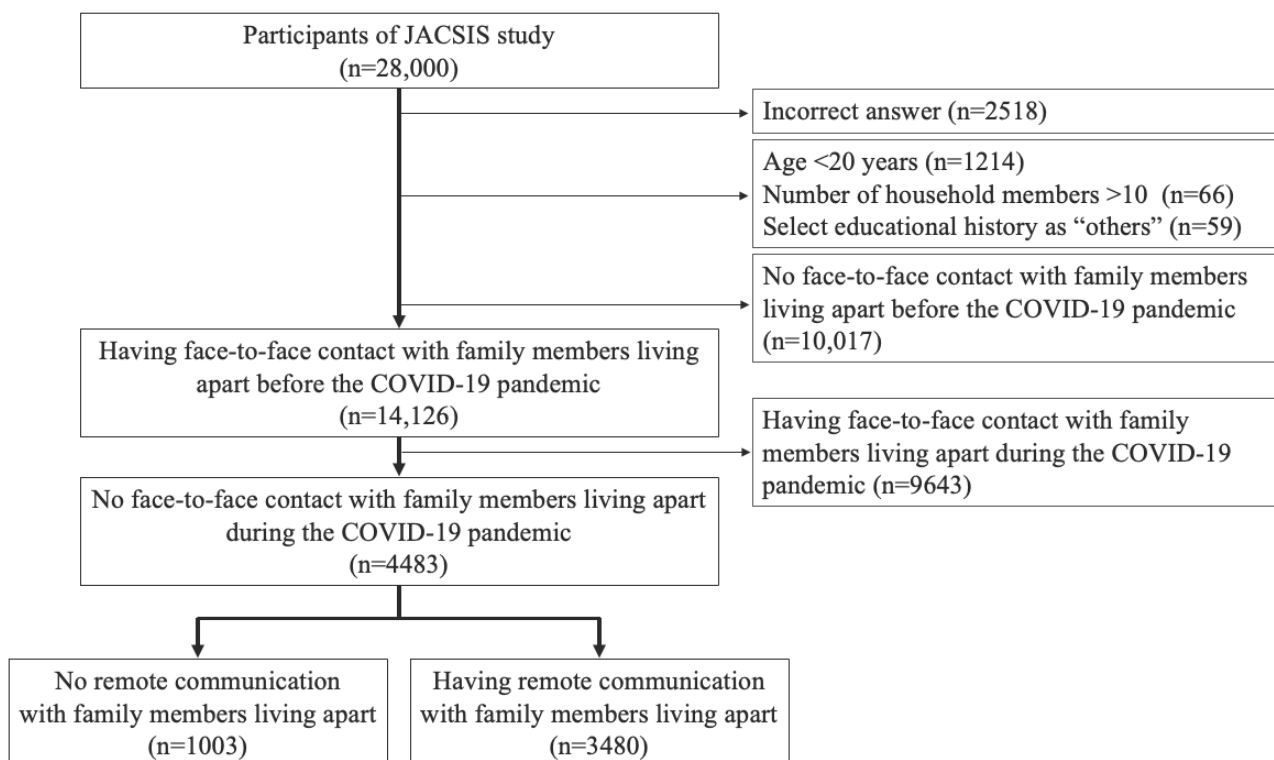 Participants of JACSIS study
(n=28,000)
Incorrect answer (n=2518)
Age <20 years (n=1214)
Number of household members >10 (n=66)
Select educational history as “others” (n=59)
No face-to-face contact with family members
living apart before the COVID-19 pandemic
(n=10,017)
Having face-to-face contact with family members living
apart before the COVID-19 pandemic
(n=14,126)
Having face-to-face contact with family
members living apart during the COVID-19
pandemic (n=9643)
No face-to-face contact with family members living apart
during the COVID-19 pandemic
(n=4483)
No remote communication
with family members living apart
(n=1003)
Having remote communication
with family members living apart
(n=3480)